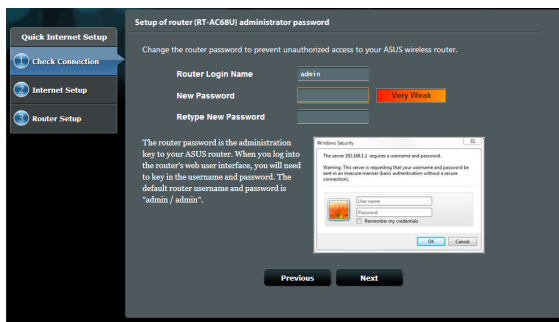 Setup of router (RT-AC68U) administrator password
Quick Internet Setup
1 Check Connection
2 Internet Setup
3 Router Setup
Change the router password to prevent unauthorized access to your ASUS wireless router.
Router Login Name
admin
New Password
Very Weak
Retype New Password
The router password is the administration
key to your ASUS router. When you log into
the router's web user interface, you will need
to key in the username and password. The
default router username and password is
"admin / admin".
Windows Security
The server 192.168.1.1 requires a username and password.
Warning: This server is requesting that your username and password be
sent in an insecure manner (basic authentication without a secure
connection).
User name
Password
Remember my credentials
OK
Cancel
Previous
Next